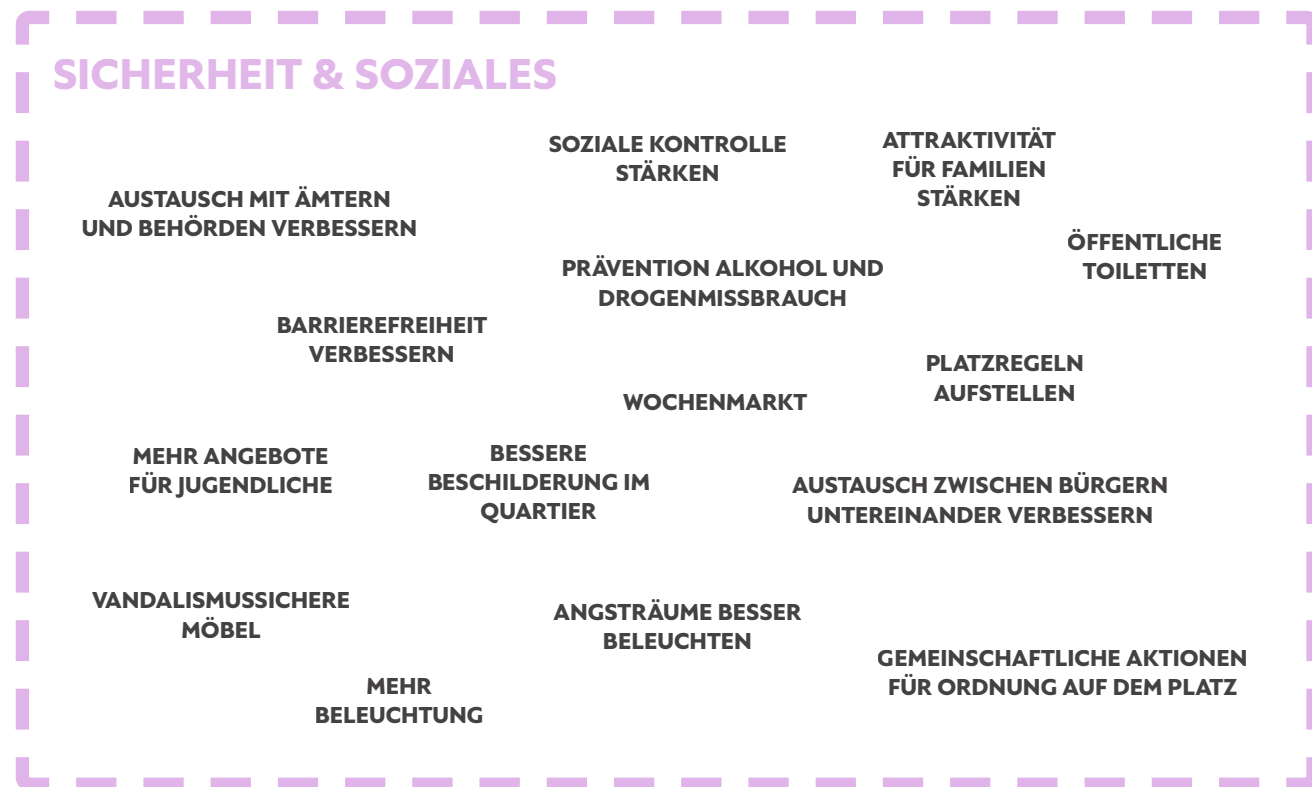 SICHERHEIT & SOZIALES
SOZIALE KONTROLLE
STÄRKEN
ATTRAKTIVITÄT
FÜR FAMILIEN
STÄRKEN
AUSTAUSCH MIT ÄMTERN
UND BEHÖRDEN VERBESSERN
ÖFFENTLICHE
TOILETTEN
PRÄVENTION ALKOHOL UND
DROGENMISSBRAUCH
BARRIEREFREIHEIT
VERBESSERN
PLATZREGELN
AUFSTELLEN
WOCHENMARKT
MEHR ANGEBOTE
FÜR JUGENDLICHE
BESSERE
BESCHILDERUNG IM
QUARTIER
AUSTAUSCH ZWISCHEN BÜRGERN
UNTEREINANDER VERBESSERN
VANDALISMUSSICHERE
MÖBEL
ANGSTRÄUME BESSER
BELEUCHTEN
GEMEINSCHAFTLICHE AKTIONEN
FÜR ORDNUNG AUF DEM PLATZ
MEHR
BELEUCHTUNG